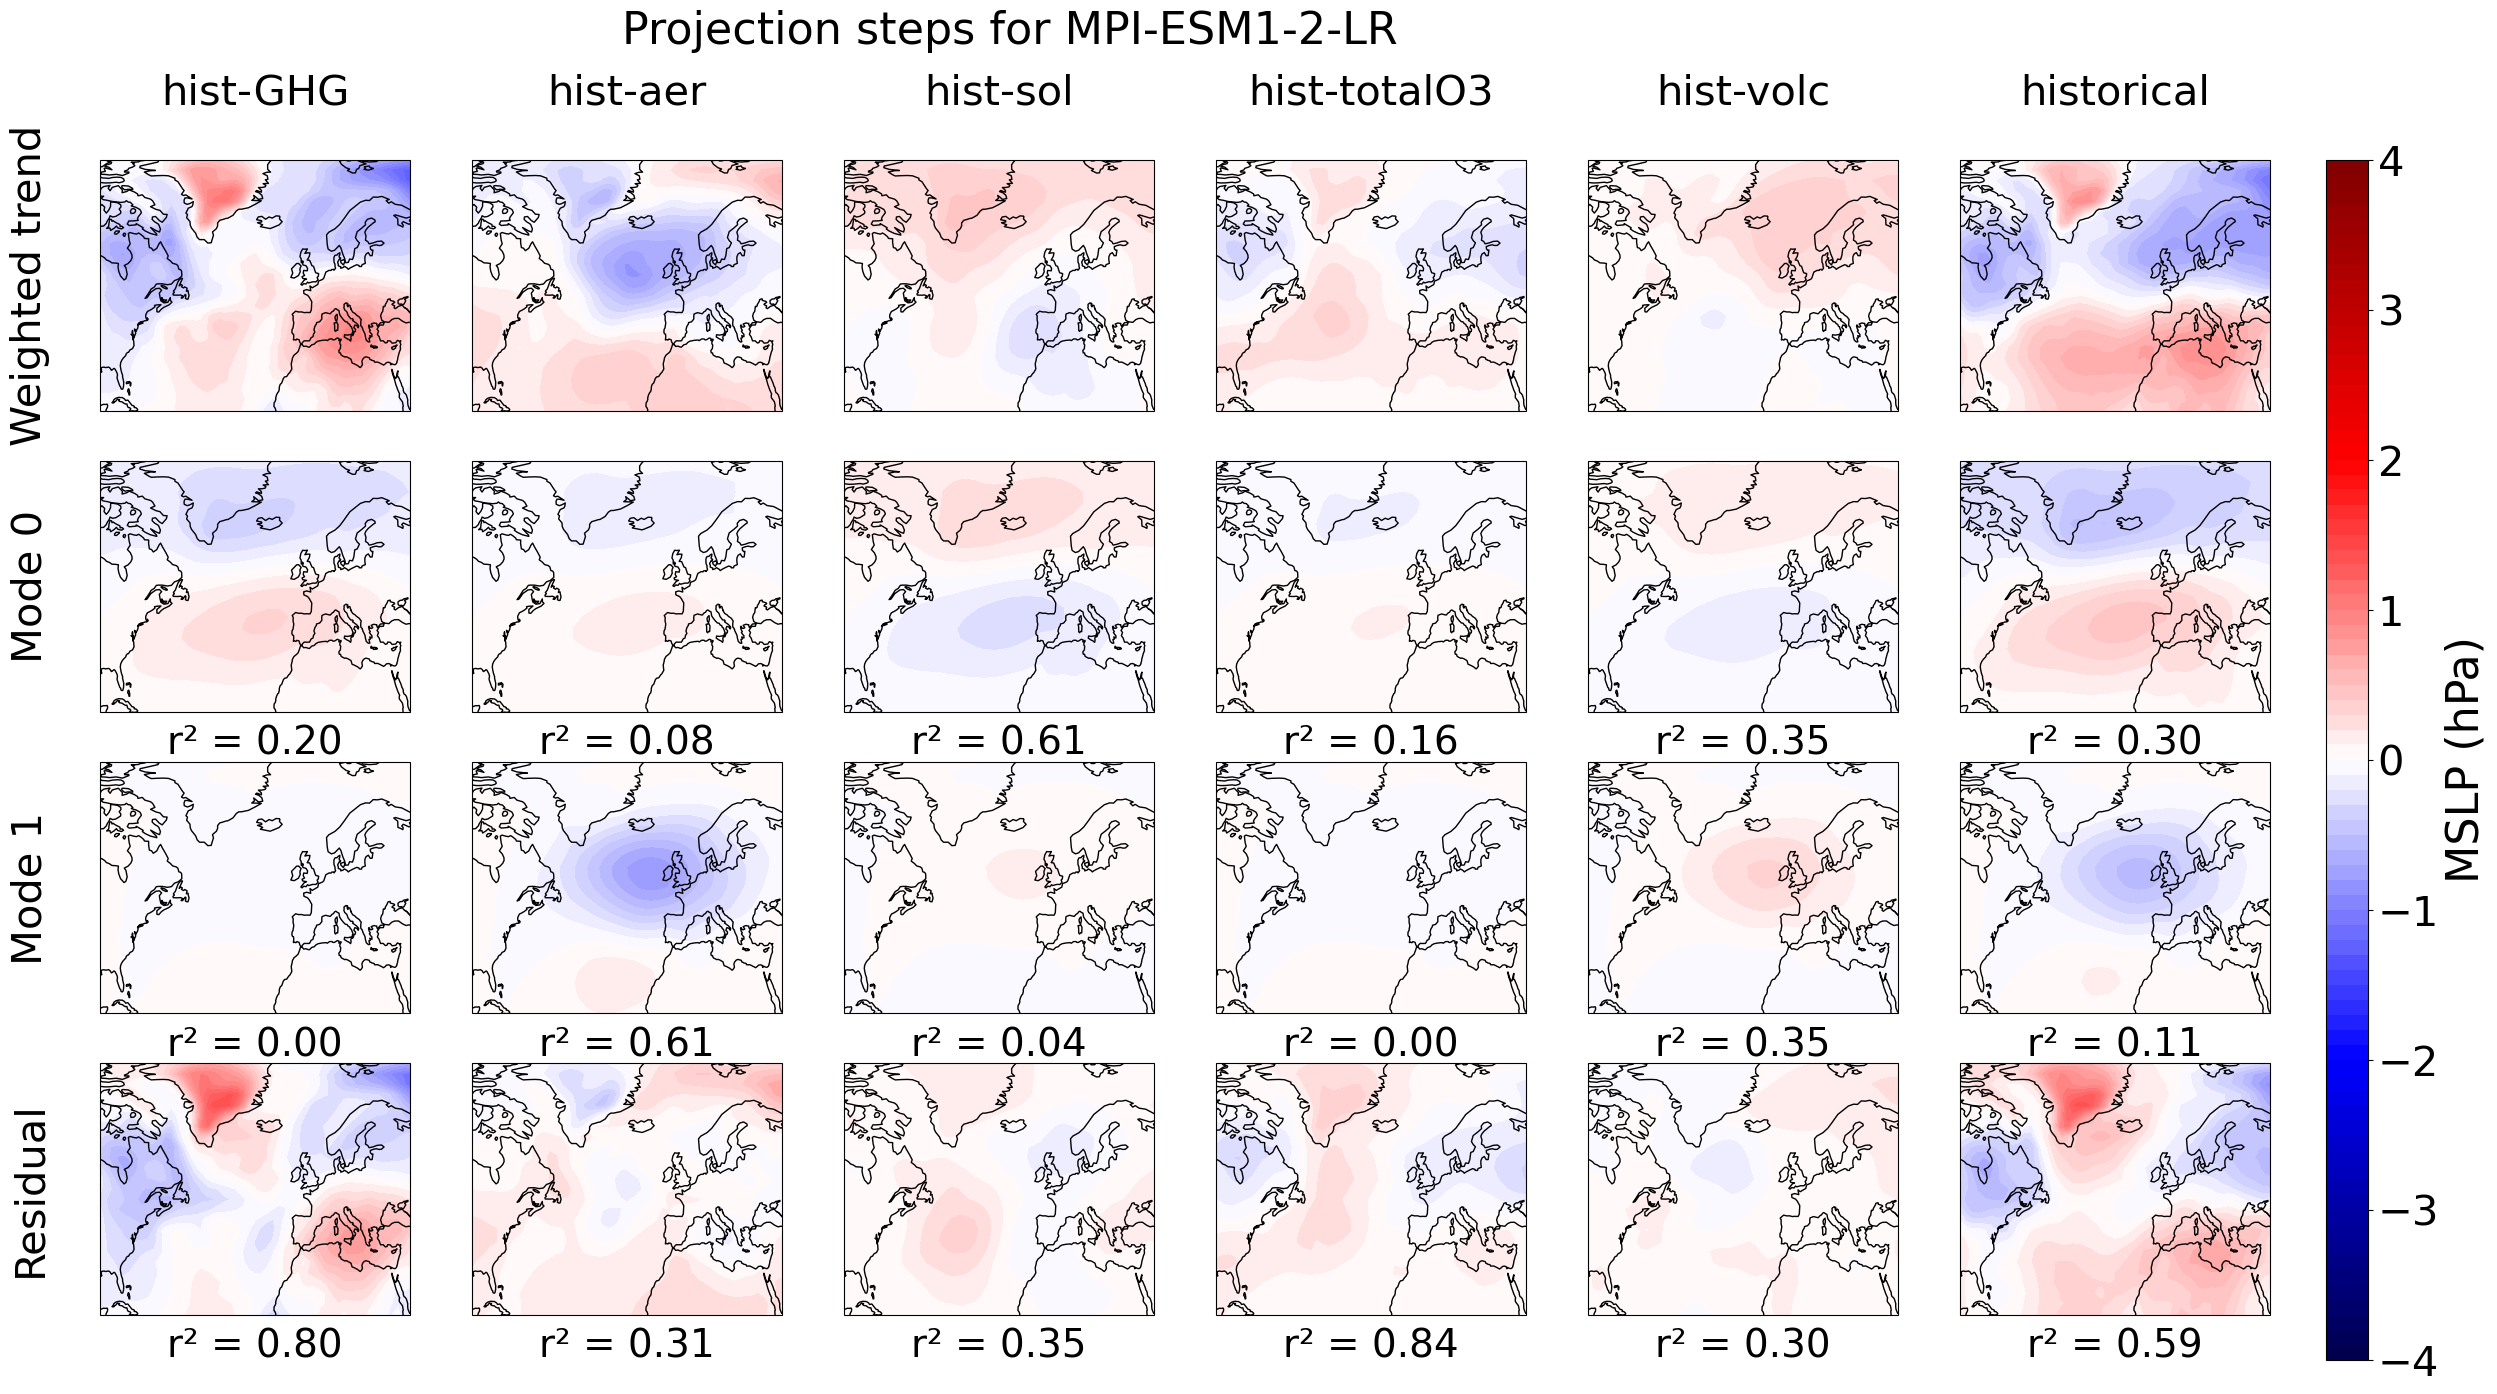 Projection steps for MPI-ESM1-2-LR
hist-GHG hist-aer hist-sol hist-totalO3 hist-volc historical
Weighted trend
Mode 0
r² = 0.20 r² = 0.08 r² = 0.61 r² = 0.16 r² = 0.35 r² = 0.30
Mode 1
r² = 0.00 r² = 0.61 r² = 0.04 r² = 0.00 r² = 0.35 r² = 0.11
Residual
r² = 0.80 r² = 0.31 r² = 0.35 r² = 0.84 r² = 0.30 r² = 0.59
4
3
2
1
0
−1
−2
−3
−4
MSLP (hPa)